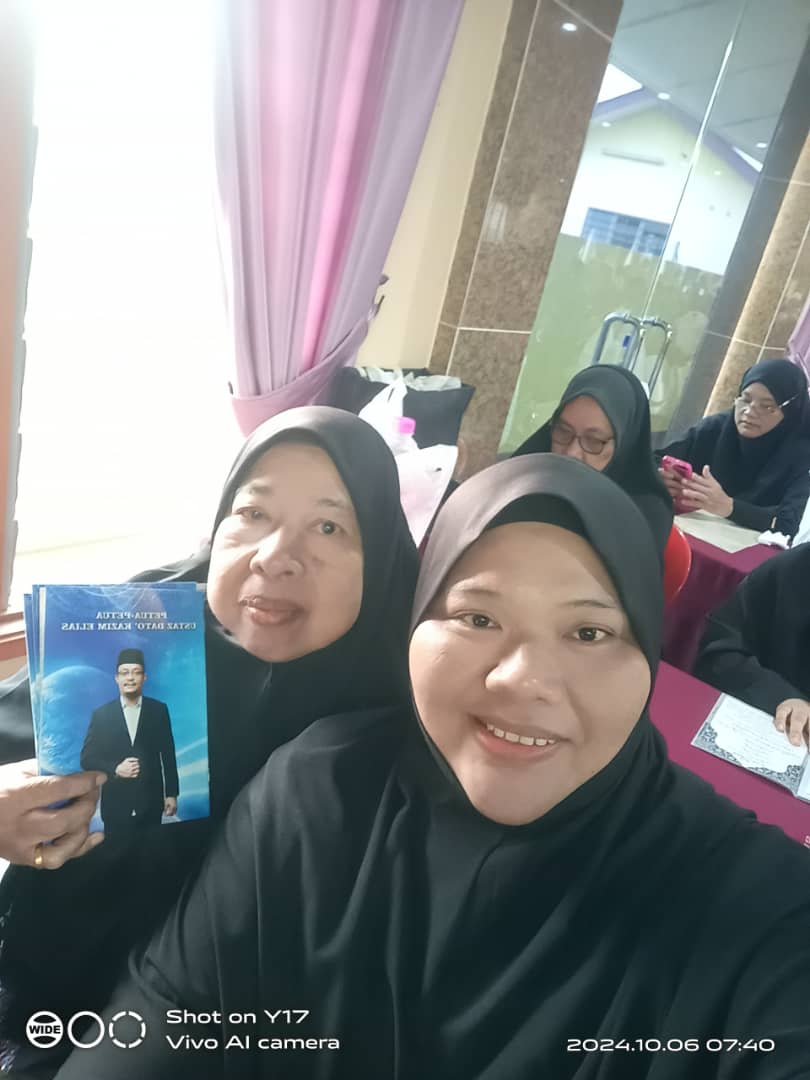 PETUA-PETUA
USTAZ DATO' KAZIM ELIAS
WIDE
Shot on Y17
Vivo AI camera
2024.10.06 07:40